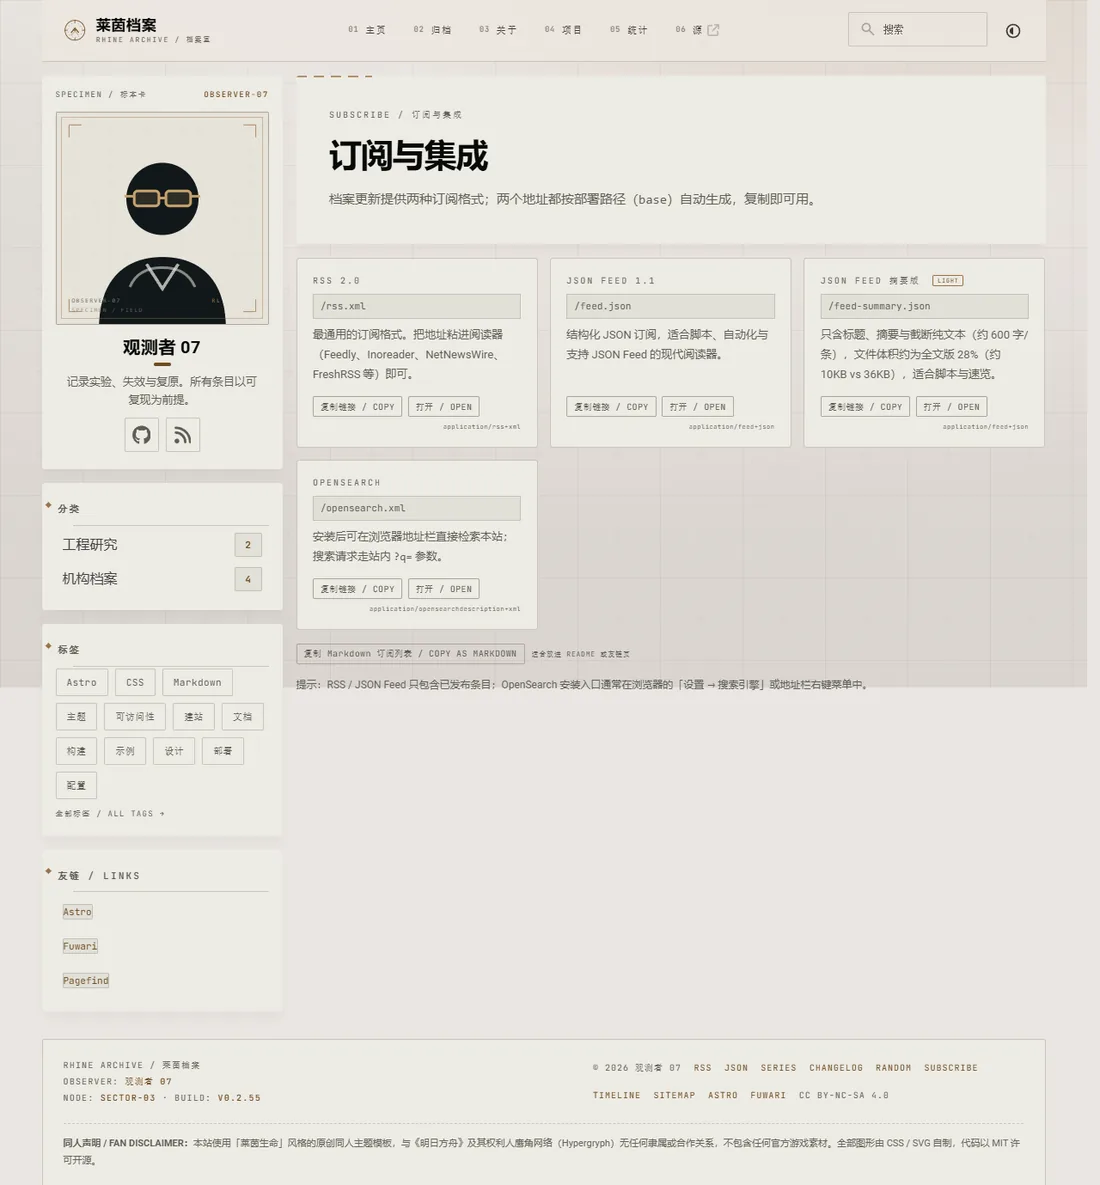 莱茵档案
RHINE ARCHIVE / 档案室
01 主页
02 归档
03 关于
04 项目
05 统计
06 源
搜索
SPECIMEN / 标本卡
OBSERVER-07
OBSERVER-07
SPECIMEN / FIELD
观测者 07
记录实验、失效与复原。所有条目以可
复现为前提。
分类
工程研究 2
机构档案 4
标签
Astro CSS Markdown
主题 可访问性 建站 文档
构建 示例 设计 部署
配置
全部标签 / ALL TAGS →
友链 / LINKS
Astro
Fuwari
Pagefind
SUBSCRIBE / 订阅与集成
订阅与集成
档案更新提供两种订阅格式；两个地址都按部署路径（base）自动生成，复制即可用。
RSS 2.0
/rss.xml
最通用的订阅格式。把地址粘进阅读器
（Feedly、Inoreader、NetNewsWire、
FreshRSS 等）即可。
复制链接 / COPY 打开 / OPEN
application/rss+xml
JSON FEED 1.1
/feed.json
结构化 JSON 订阅，适合脚本、自动化与
支持 JSON Feed 的现代阅读器。
复制链接 / COPY 打开 / OPEN
application/feed+json
JSON FEED 摘要版 LIGHT
/feed-summary.json
只含标题、摘要与截断纯文本（约 600 字/
条），文件体积约为全文版 28%（约
10KB vs 36KB），适合脚本与速览。
复制链接 / COPY 打开 / OPEN
application/feed+json
OPENSEARCH
/opensearch.xml
安装后可在浏览器地址栏直接检索本站；
搜索请求走站内 ?q= 参数。
复制链接 / COPY 打开 / OPEN
application/opensearchdescription+xml
复制 Markdown 订阅列表 / COPY AS MARKDOWN 适合放进 README 或友链页
提示：RSS / JSON Feed 只包含已发布条目；OpenSearch 安装入口通常在浏览器的「设置 → 搜索引擎」或地址栏右键菜单中。
RHINE ARCHIVE / 莱茵档案
OBSERVER: 观测者 07
NODE: SECTOR-03 · BUILD: V0.2.55
© 2026 观测者 07 RSS JSON SERIES CHANGELOG RANDOM SUBSCRIBE
TIMELINE SITEMAP ASTRO FUWARI CC BY-NC-SA 4.0
同人声明 / FAN DISCLAIMER：本站使用「莱茵生命」风格的原创同人主题模板，与《明日方舟》及其权利人鹰角网络（Hypergryph）无任何隶属或合作关系，不包含任何官方游戏素材。全部图形由 CSS / SVG 自制，代码以 MIT 许
可开源。